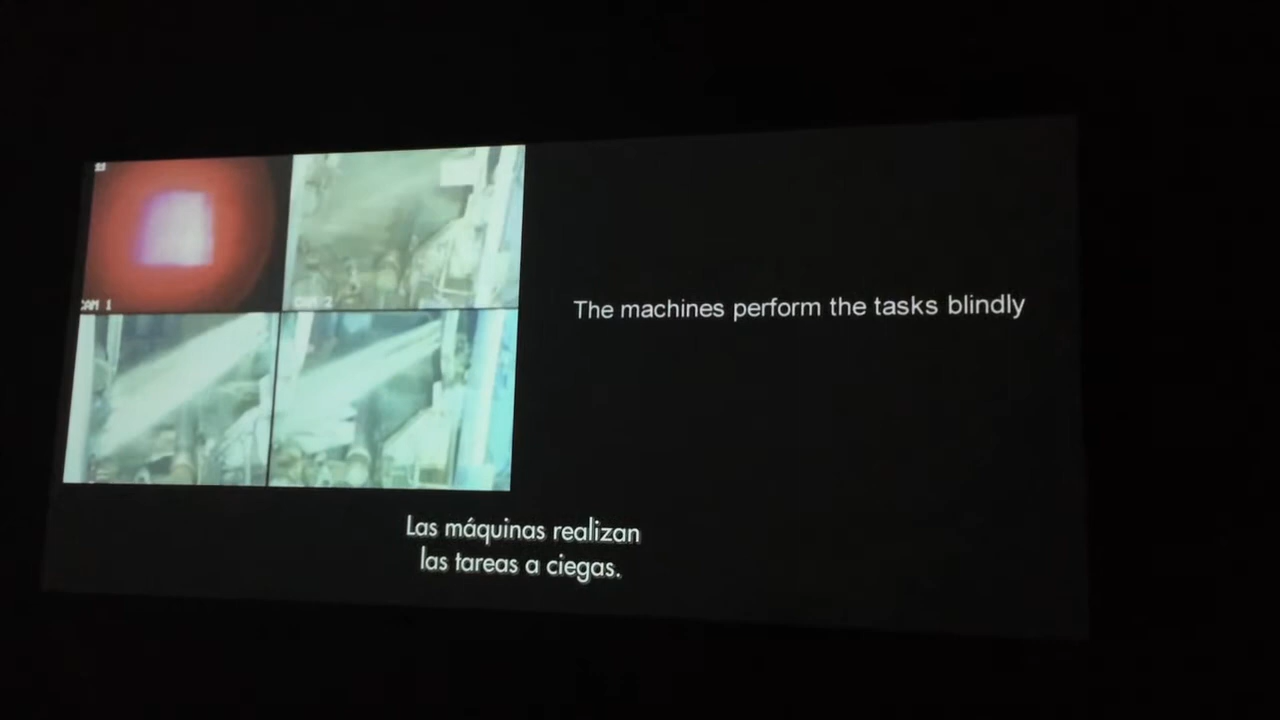 CAM 1
CAM 2
The machines perform the tasks blindly
Las máquinas realizan
las tareas a ciegas.